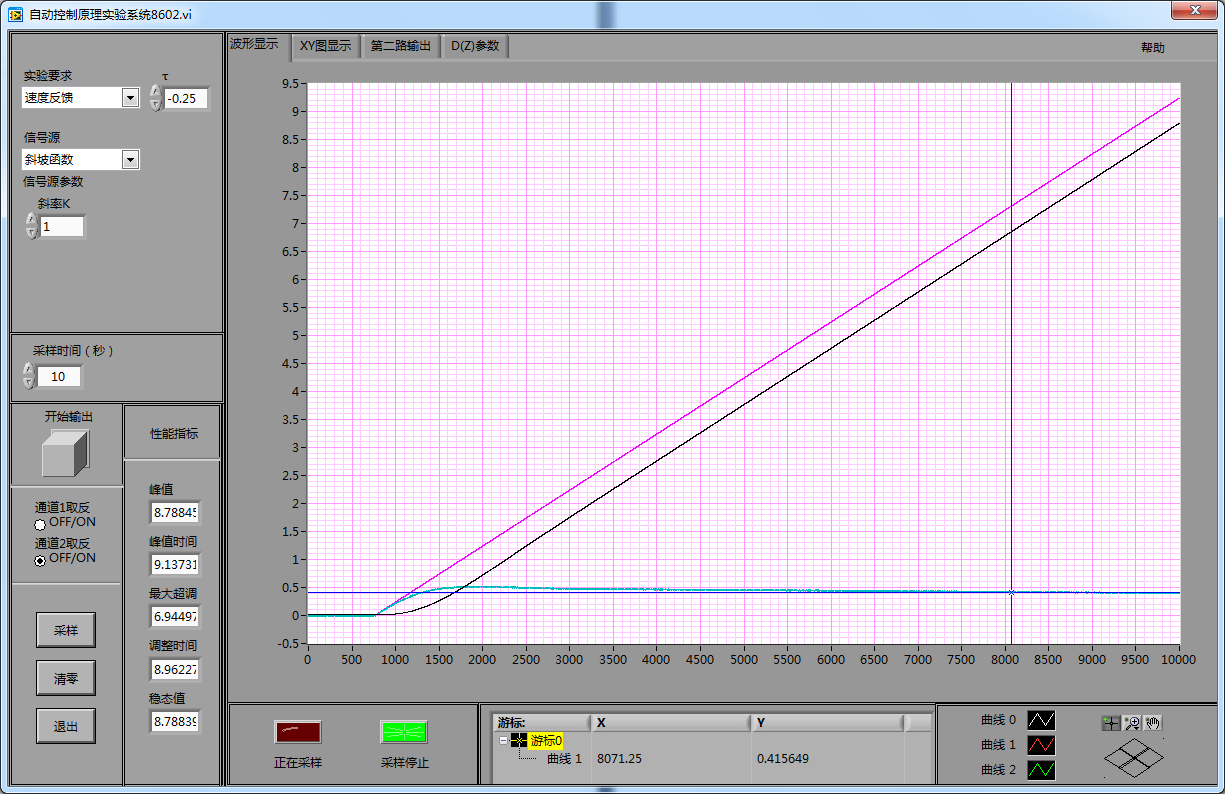 自动控制原理实验系统8602.vi
波形显示 XY图显示 第二路输出 D(Z)参数 帮助
实验要求 τ
速度反馈 -0.25
信号源
斜坡函数
信号源参数
斜率K
1
采样时间（秒）
10
开始输出
性能指标
通道1取反
OFF/ON
通道2取反
OFF/ON
采样
清零
退出
峰值
8.78845
峰值时间
9.13731
最大超调
6.94497
调整时间
8.96227
稳态值
8.78839
9.5
9
8.5
8
7.5
7
6.5
6
5.5
5
4.5
4
3.5
3
2.5
2
1.5
1
0.5
0
-0.5
0 500 1000 1500 2000 2500 3000 3500 4000 4500 5000 5500 6000 6500 7000 7500 8000 8500 9000 9500 10000
正在采样 采样停止
游标: X Y
游标0
曲线 1 8071.25 0.415649
曲线 0
曲线 1
曲线 2